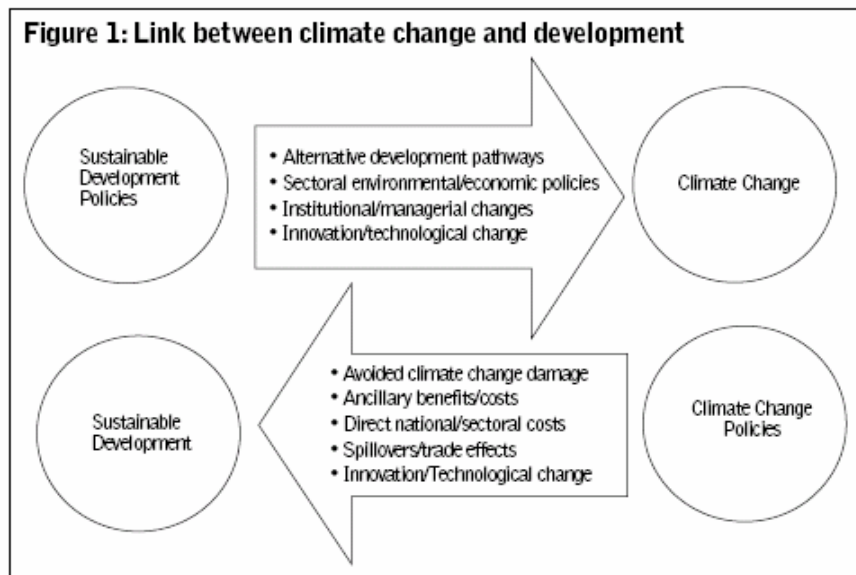 Figure 1: Link between climate change and development
Sustainable
Development
Policies
• Alternative development pathways
• Sectoral environmental/economic policies
• Institutional/managerial changes
• Innovation/technological change
Climate Change
Sustainable
Development
• Avoided climate change damage
• Ancillary benefits/costs
• Direct national/sectoral costs
• Spillovers/trade effects
• Innovation/Technological change
Climate Change
Policies